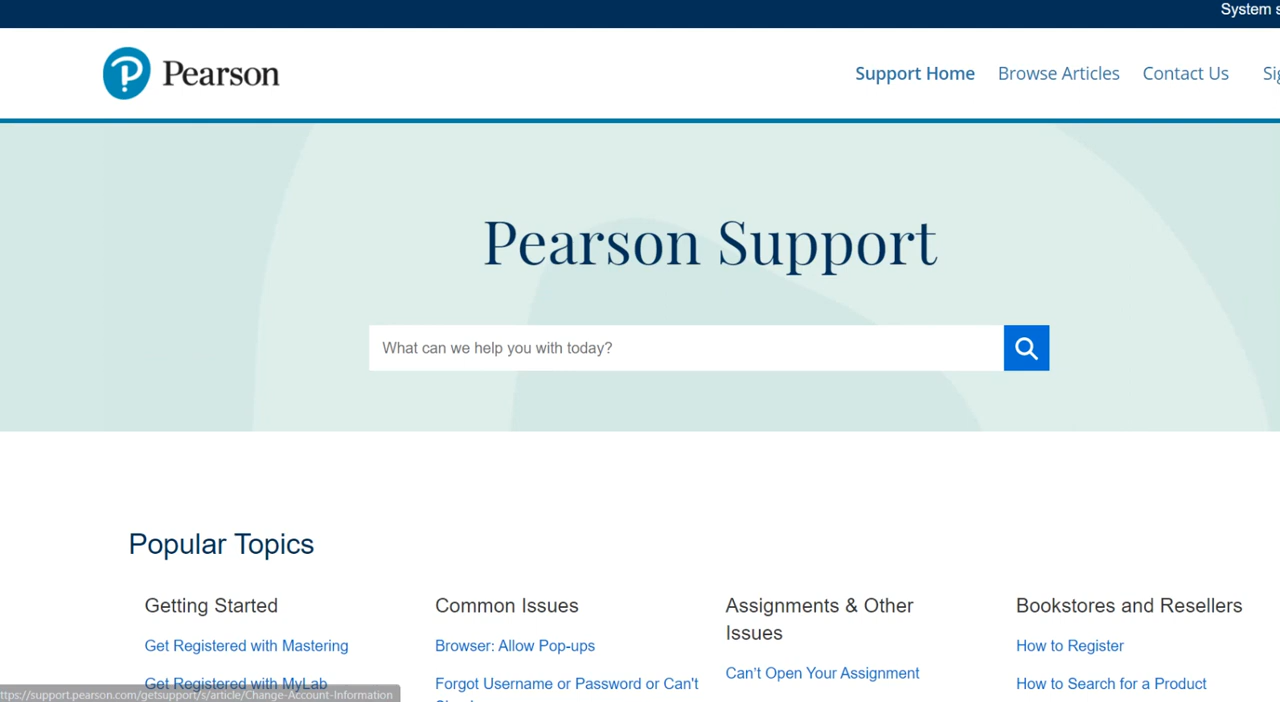 System s
Pearson
Support Home
Browse Articles
Contact Us
Sig
Pearson Support
What can we help you with today?
Popular Topics
Getting Started
Get Registered with Mastering
Get Registered with MyLab
Common Issues
Browser: Allow Pop-ups
Forgot Username or Password or Can't
Assignments & Other
Issues
Can't Open Your Assignment
Bookstores and Resellers
How to Register
How to Search for a Product
ttps://support.pearson.com/getsupport/s/article/Change-Account-Information